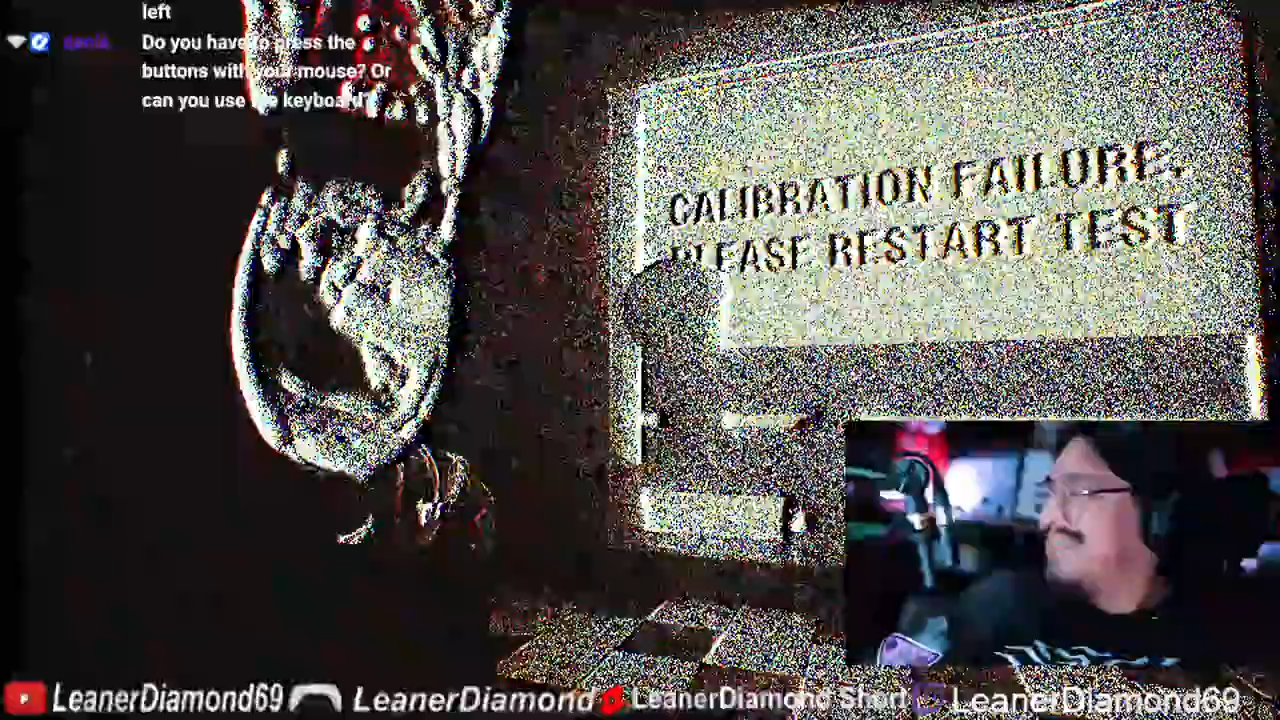 left
Do you have to press the
buttons with your mouse? Or
can you use the keyboard?
CALIBRATION FAILURE.
PLEASE RESTART TEST
LeanerDiamond69
LeanerDiamond
LeanerDiamond Short
LeanerDiamond69